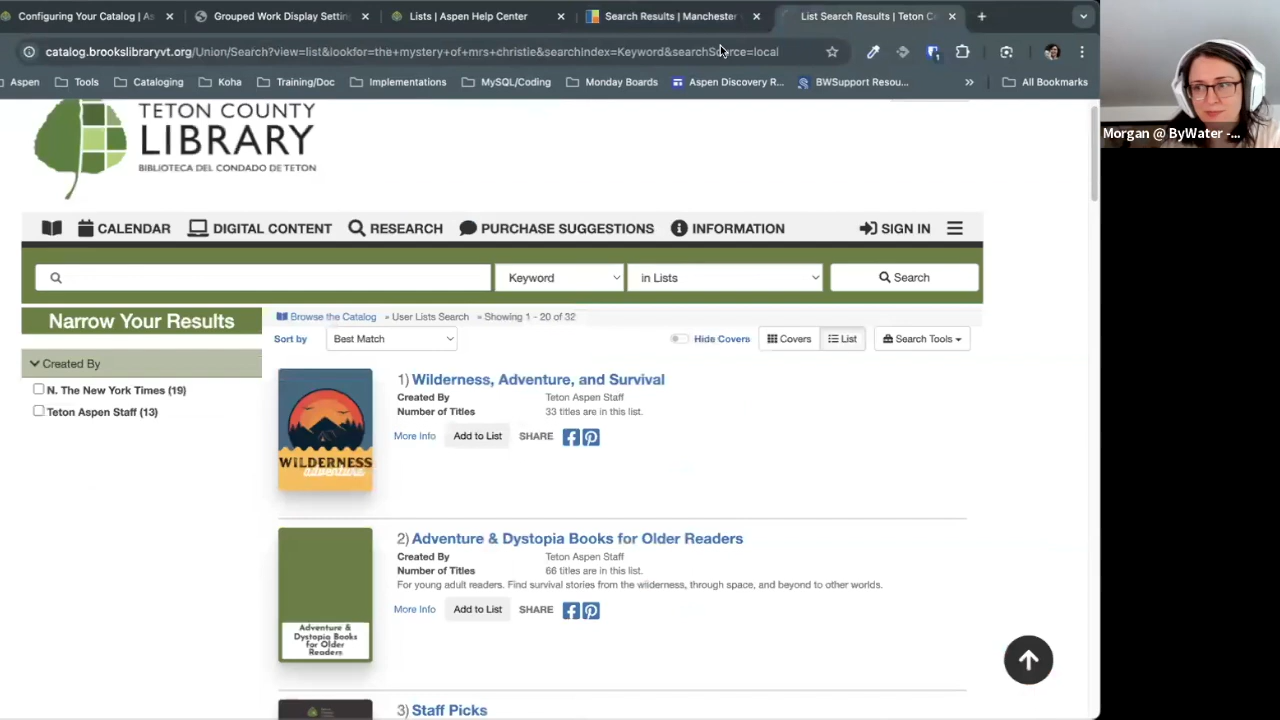 Configuring Your Catalog | As
Grouped Work Display Settin
Lists | Aspen Help Center
Search Results | Manchester
List Search Results | Teton C
catalog.brookslibraryvt.org/Union/Search?view=list&lookfor=the+mystery+of+mrs+christie&searchIndex=Keyword&searchSource=local
Aspen
Tools
Cataloging
Koha
Training/Doc
Implementations
MySQL/Coding
Monday Boards
Aspen Discovery R...
BWSupport Resou...
»
All Bookmarks
Morgan @ ByWater -...
TETON COUNTY
LIBRARY
BIBLIOTECA DEL CONDADO DE TETON
CALENDAR
DIGITAL CONTENT
RESEARCH
PURCHASE SUGGESTIONS
INFORMATION
SIGN IN
Keyword
in Lists
Search
Narrow Your Results
Created By
N. The New York Times (19)
Teton Aspen Staff (13)
Browse the Catalog » User Lists Search » Showing 1 - 20 of 32
Sort by
Best Match
Hide Covers
Covers
List
Search Tools
WILDERNESS
adventure
1) Wilderness, Adventure, and Survival
Created By Teton Aspen Staff
Number of Titles 33 titles are in this list.
More Info Add to List SHARE
Adventure &
Dystopia Books
for Older
Readers
2) Adventure & Dystopia Books for Older Readers
Created By Teton Aspen Staff
Number of Titles 66 titles are in this list.
For young adult readers. Find survival stories from the wilderness, through space, and beyond to other worlds.
More Info Add to List SHARE
3) Staff Picks